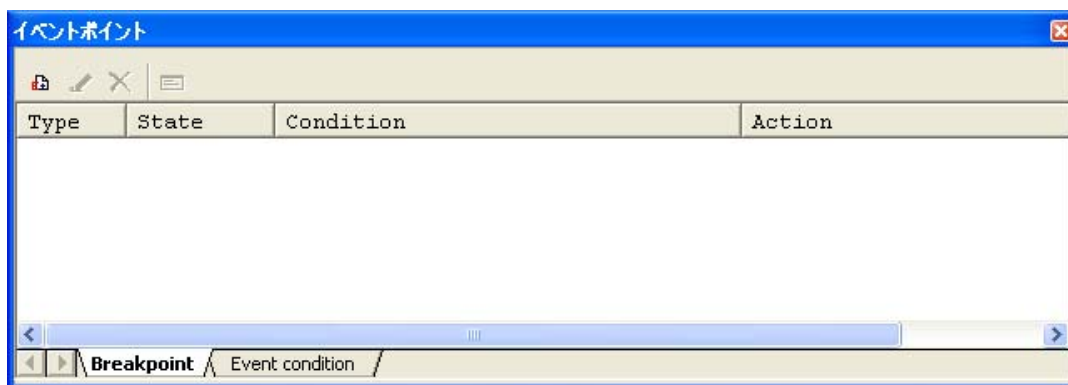 イベントポイント
Type State Condition Action
Breakpoint Event condition